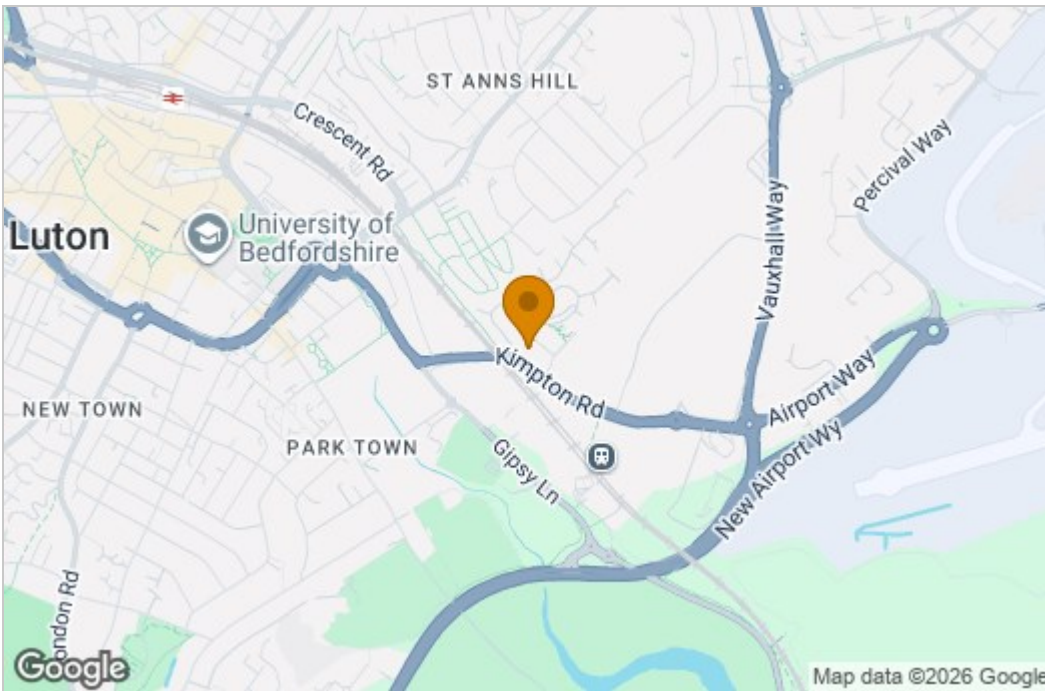 ST ANNS HILL
Crescent Rd
Percival Way
University of
Bedfordshire
Luton
Vauxhall Way
Kimpton Rd
Airport Way
NEW TOWN
PARK TOWN
Gipsy Ln
New Airport Wy
ondon Rd
Google
Map data ©2026 Google